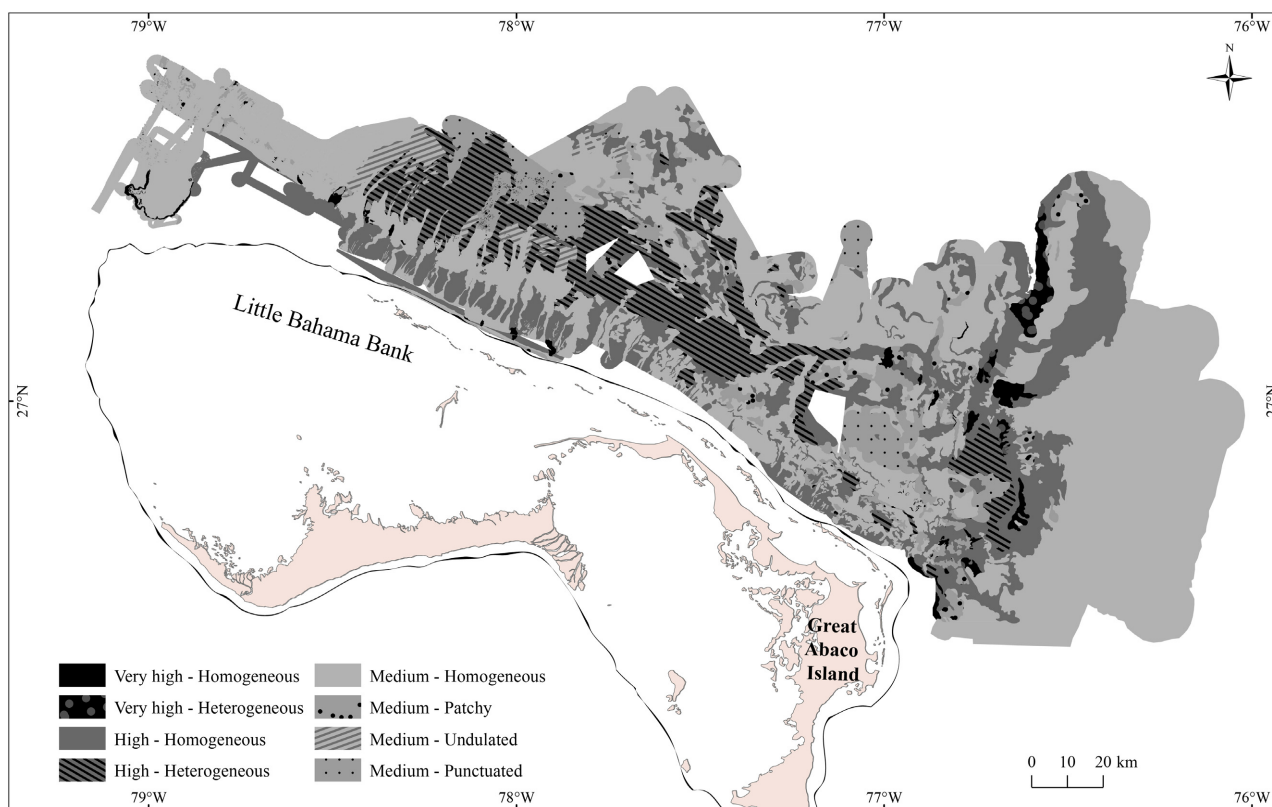 79°W 78°W 77°W 76°W
N
Little Bahama Bank
27°N 27°N
Great
Abaco
Island
Very high - Homogeneous
Very high - Heterogeneous
High - Homogeneous
High - Heterogeneous
Medium - Homogeneous
Medium - Patchy
Medium - Undulated
Medium - Punctuated
0 10 20 km
79°W 78°W 77°W 76°W